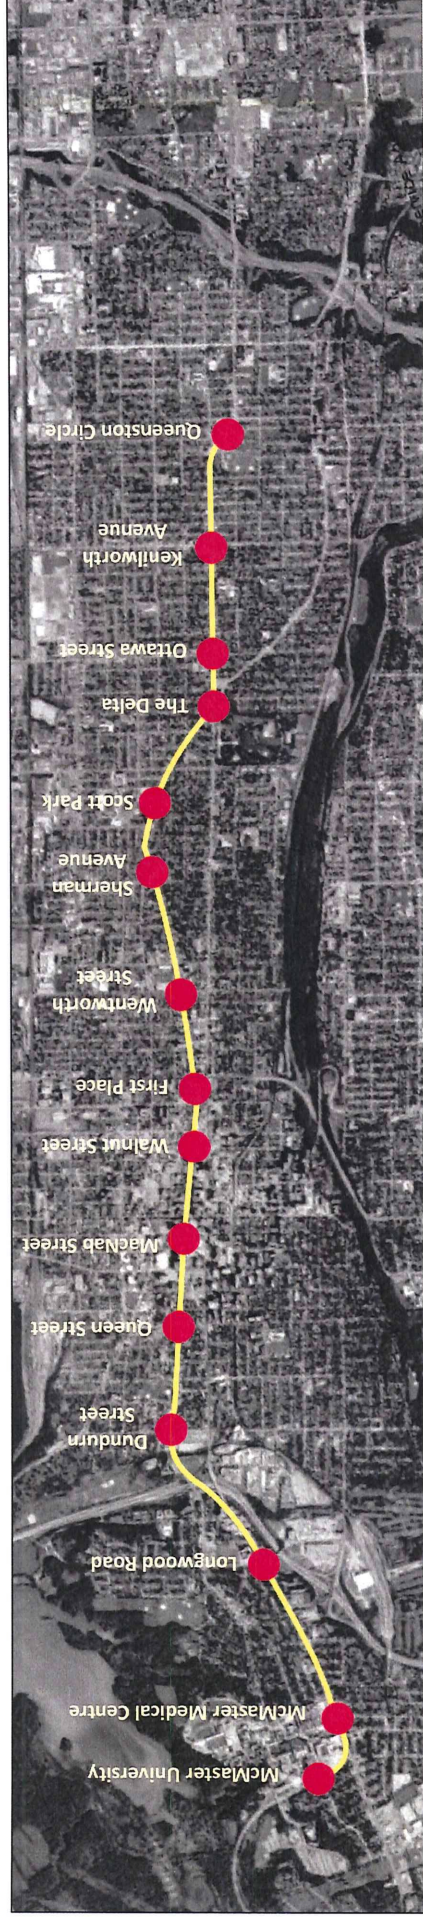 McMaster University
McMaster Medical Centre
Longwood Road
Dundurn
Street
Queen Street
MacNab Street
Walnut Street
First Place
Wentworth
Street
Sherman
Avenue
Scott Park
The Delta
Ottawa Street
Kenilworth
Avenue
Queenston Circle